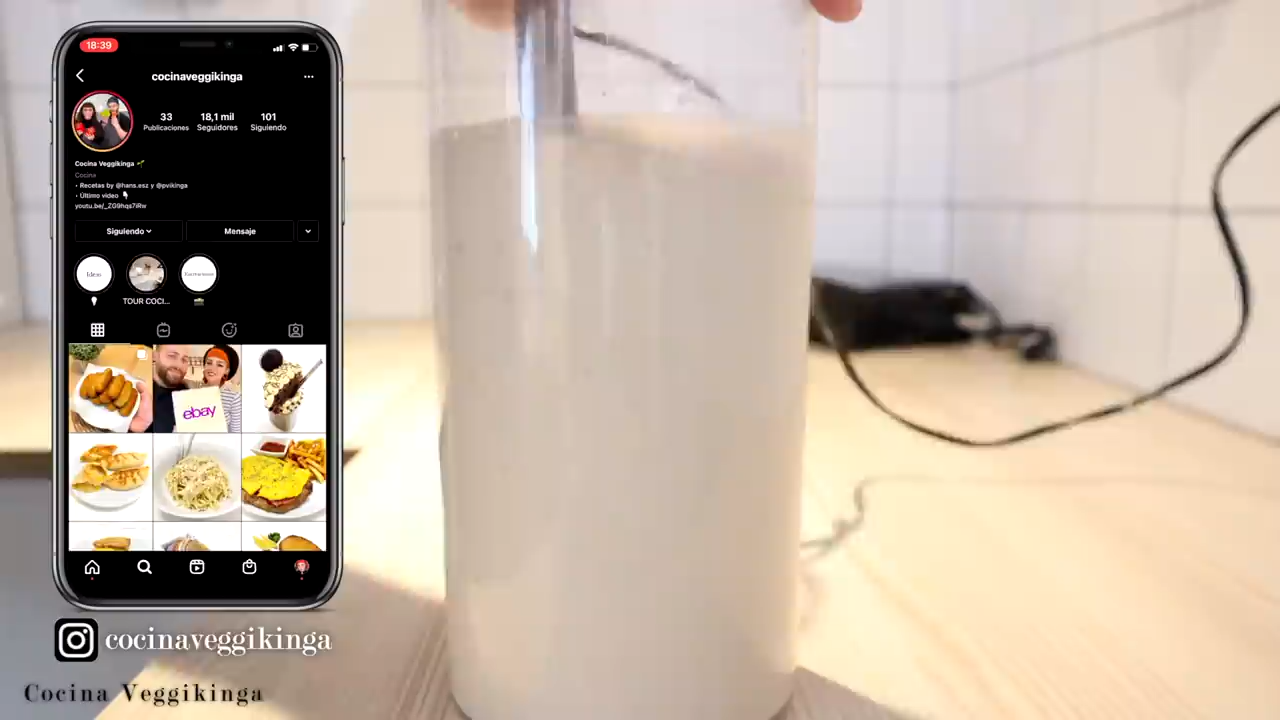 18:39
cocinaveggikinga
33
18,1 mil
101
Publicaciones
Seguidores
Siguiendo
Cocina Veggikinga
Cocina
• Recetas by @hans.esz y @pvikinga
• Último video
youtu.be/_ZG9hqs7iRw
Siguiendo
Mensaje
Ideas
TOUR COCI...
ebay
cocinaveggikinga
Cocina Veggikinga